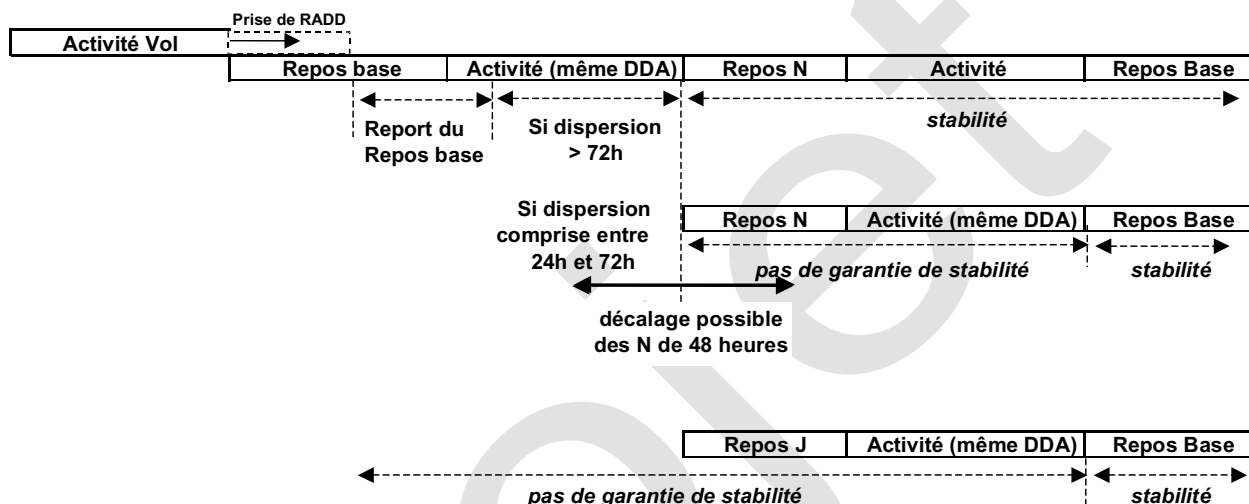 Prise de RADD
Activité Vol
Repos base
Activité (même DDA)
Repos N
Activité
Repos Base
Report du
Repos base
Si dispersion
> 72h
stabilité
Si dispersion
comprise entre
24h et 72h
Repos N
Activité (même DDA)
Repos Base
pas de garantie de stabilité
stabilité
décalage possible
des N de 48 heures
Repos J
Activité (même DDA)
Repos Base
pas de garantie de stabilité
stabilité